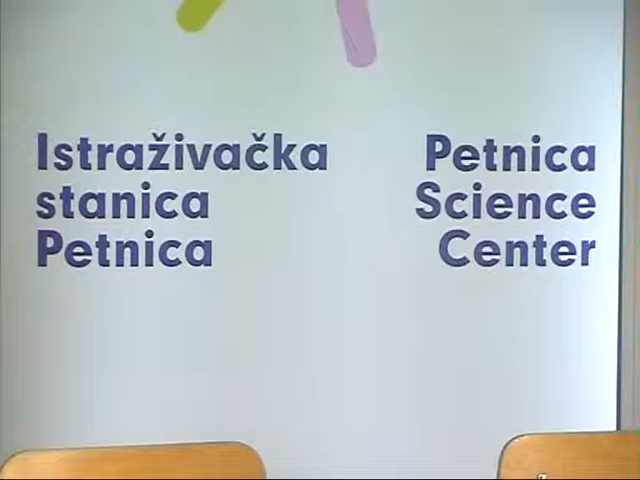 Istraživačka
stanica
Petnica
Petnica
Science
Center